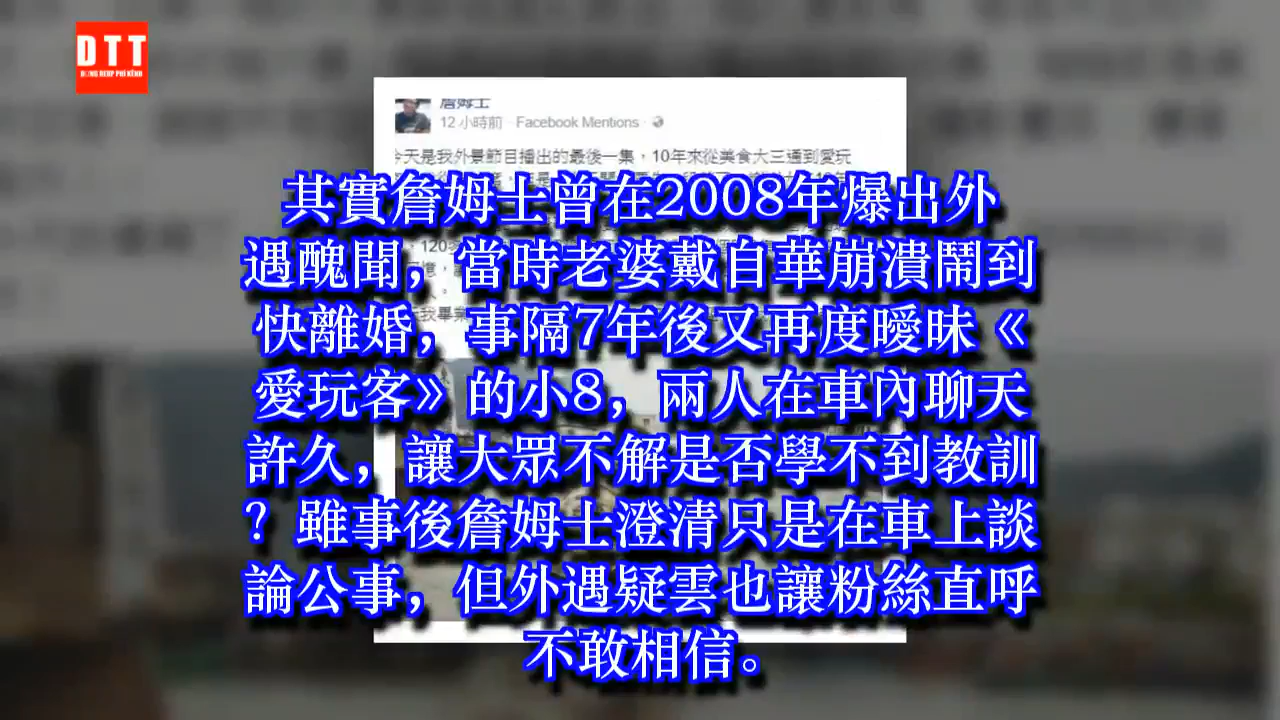 DTT
詹姆士
12 小時前 · Facebook Mentions ·
今天是我外景節目播出的最後一集，10年來從美食大三通到愛玩
其實詹姆士曾在2008年爆出外
遇醜聞，當時老婆戴自華崩潰鬧到
快離婚，事隔7年後又再度曖昧《
愛玩客》的小8，兩人在車內聊天
許久，讓大眾不解是否學不到教訓
？雖事後詹姆士澄清只是在車上談
論公事，但外遇疑雲也讓粉絲直呼
不敢相信。